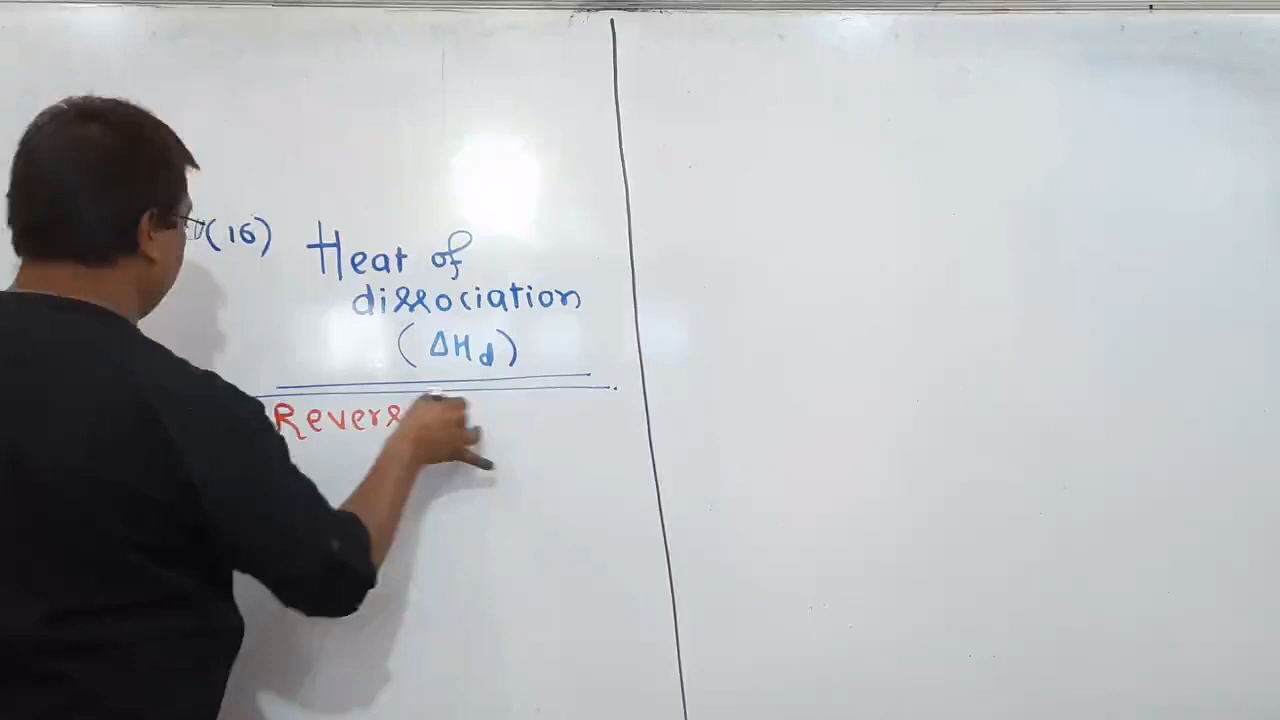 (16) Heat of
dissociation
(ΔHd)
Revers